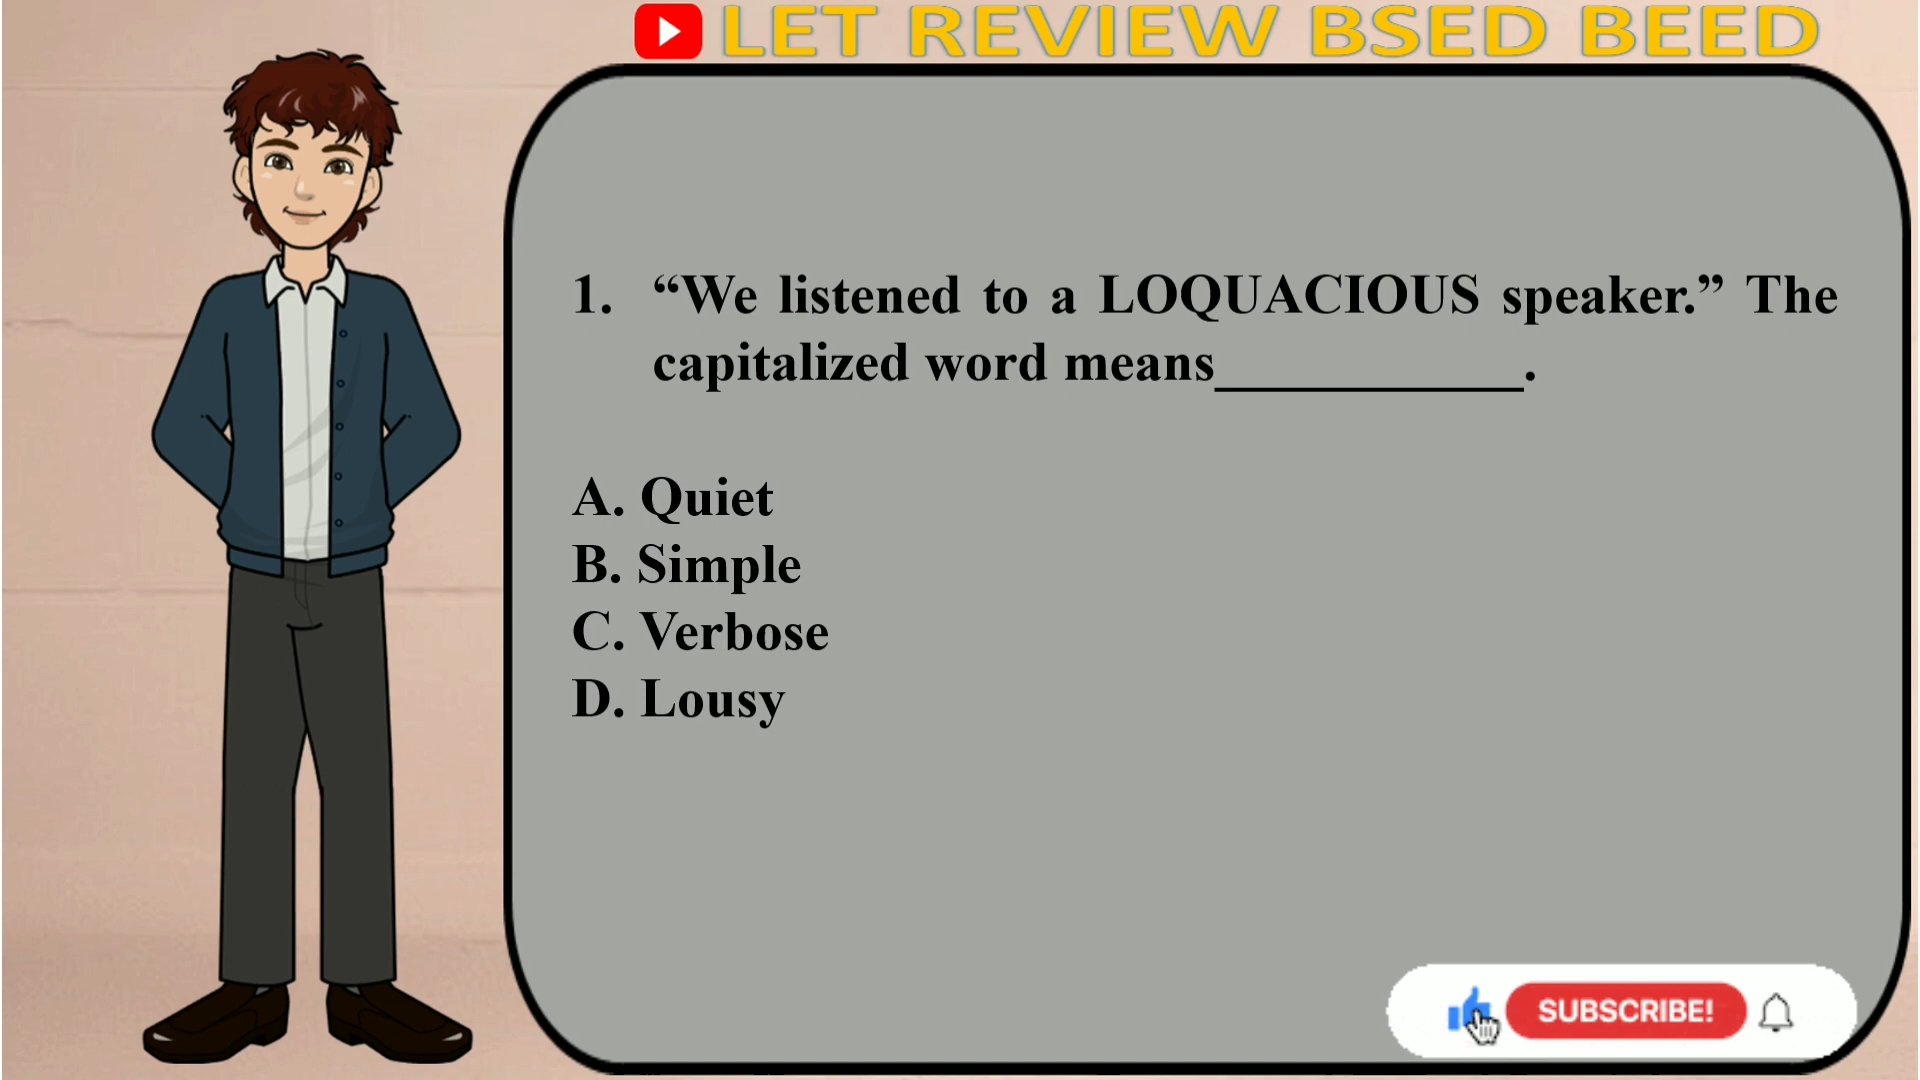 LET REVIEW BSED BEED
1. “We listened to a LOQUACIOUS speaker.” The
capitalized word means___________.
A. Quiet
B. Simple
C. Verbose
D. Lousy
SUBSCRIBE!